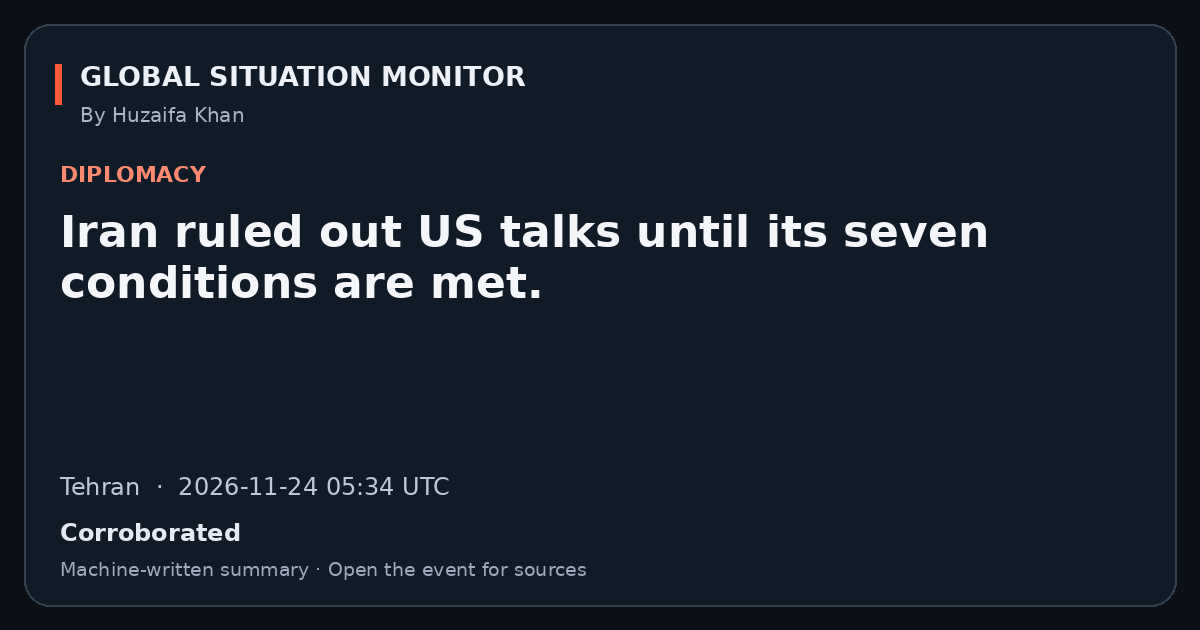 GLOBAL SITUATION MONITOR
By Huzaifa Khan
DIPLOMACY
Iran ruled out US talks until its seven
conditions are met.
Tehran · 2026-11-24 05:34 UTC
Corroborated
Machine-written summary · Open the event for sources